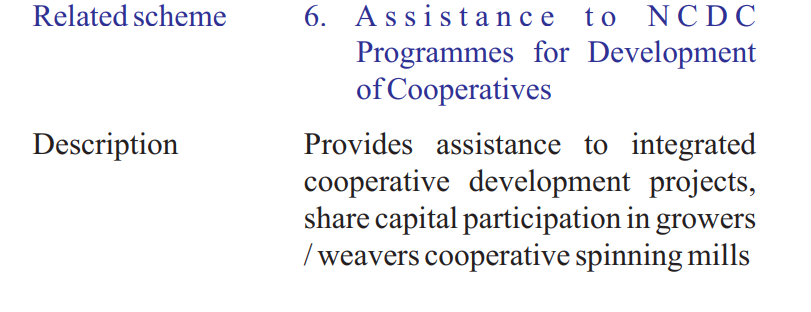 Related scheme 6. Assistance to NCDC
Programmes for Development
of Cooperatives
Description Provides assistance to integrated
cooperative development projects,
share capital participation in growers
/ weavers cooperative spinning mills